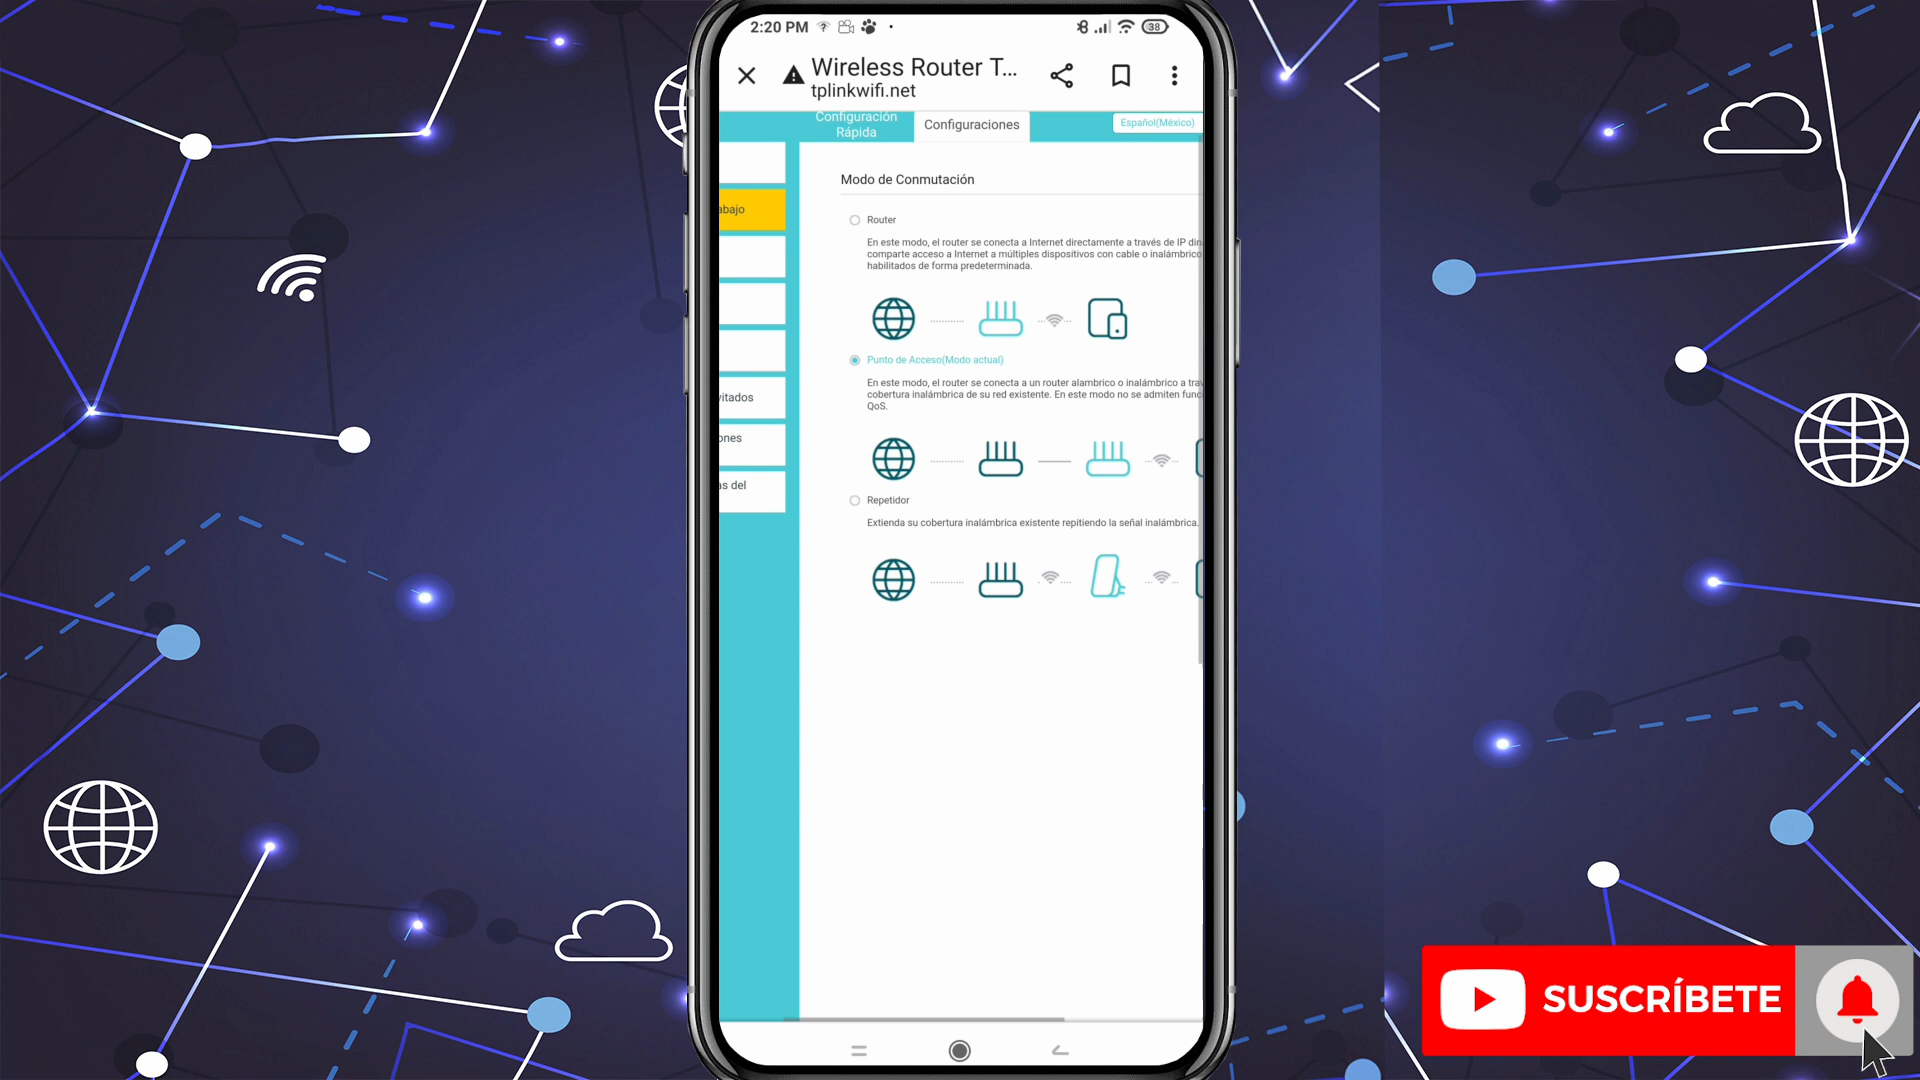 2:20 PM
38
Wireless Router T...
tplinkwifi.net
Configuración
Rápida
Configuraciones
Español(México)
abajo
vitados
ones
as del
Modo de Conmutación
Router
En este modo, el router se conecta a Internet directamente a través de IP din
comparte acceso a Internet a múltiples dispositivos con cable o inalámbrico
habilitados de forma predeterminada.
Punto de Acceso(Modo actual)
En este modo, el router se conecta a un router alambrico o inalámbrico a trav
cobertura inalámbrica de su red existente. En este modo no se admiten func
QoS.
Repetidor
Extienda su cobertura inalámbrica existente repitiendo la señal inalámbrica.
SUSCRÍBETE